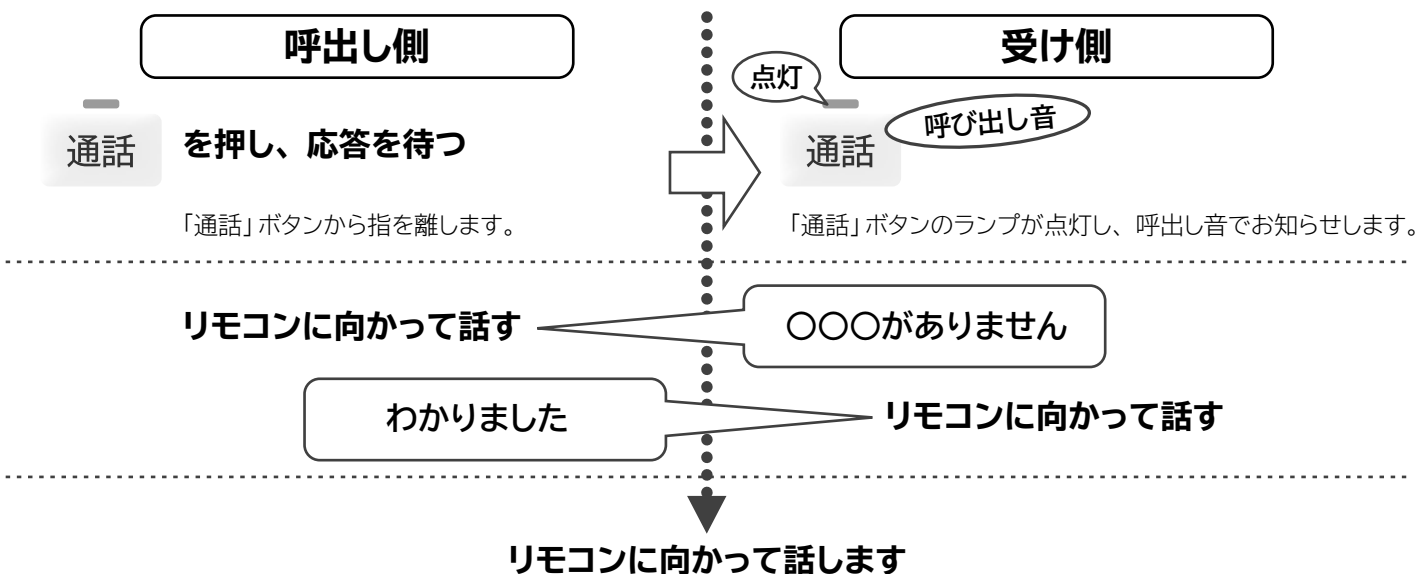 呼出し側
受け側
点灯
呼び出し音
通話
を押し、応答を待つ
通話
「通話」ボタンから指を離します。
「通話」ボタンのランプが点灯し、呼出し音でお知らせします。
リモコンに向かって話す
〇〇〇がありません
わかりました
リモコンに向かって話す
リモコンに向かって話します